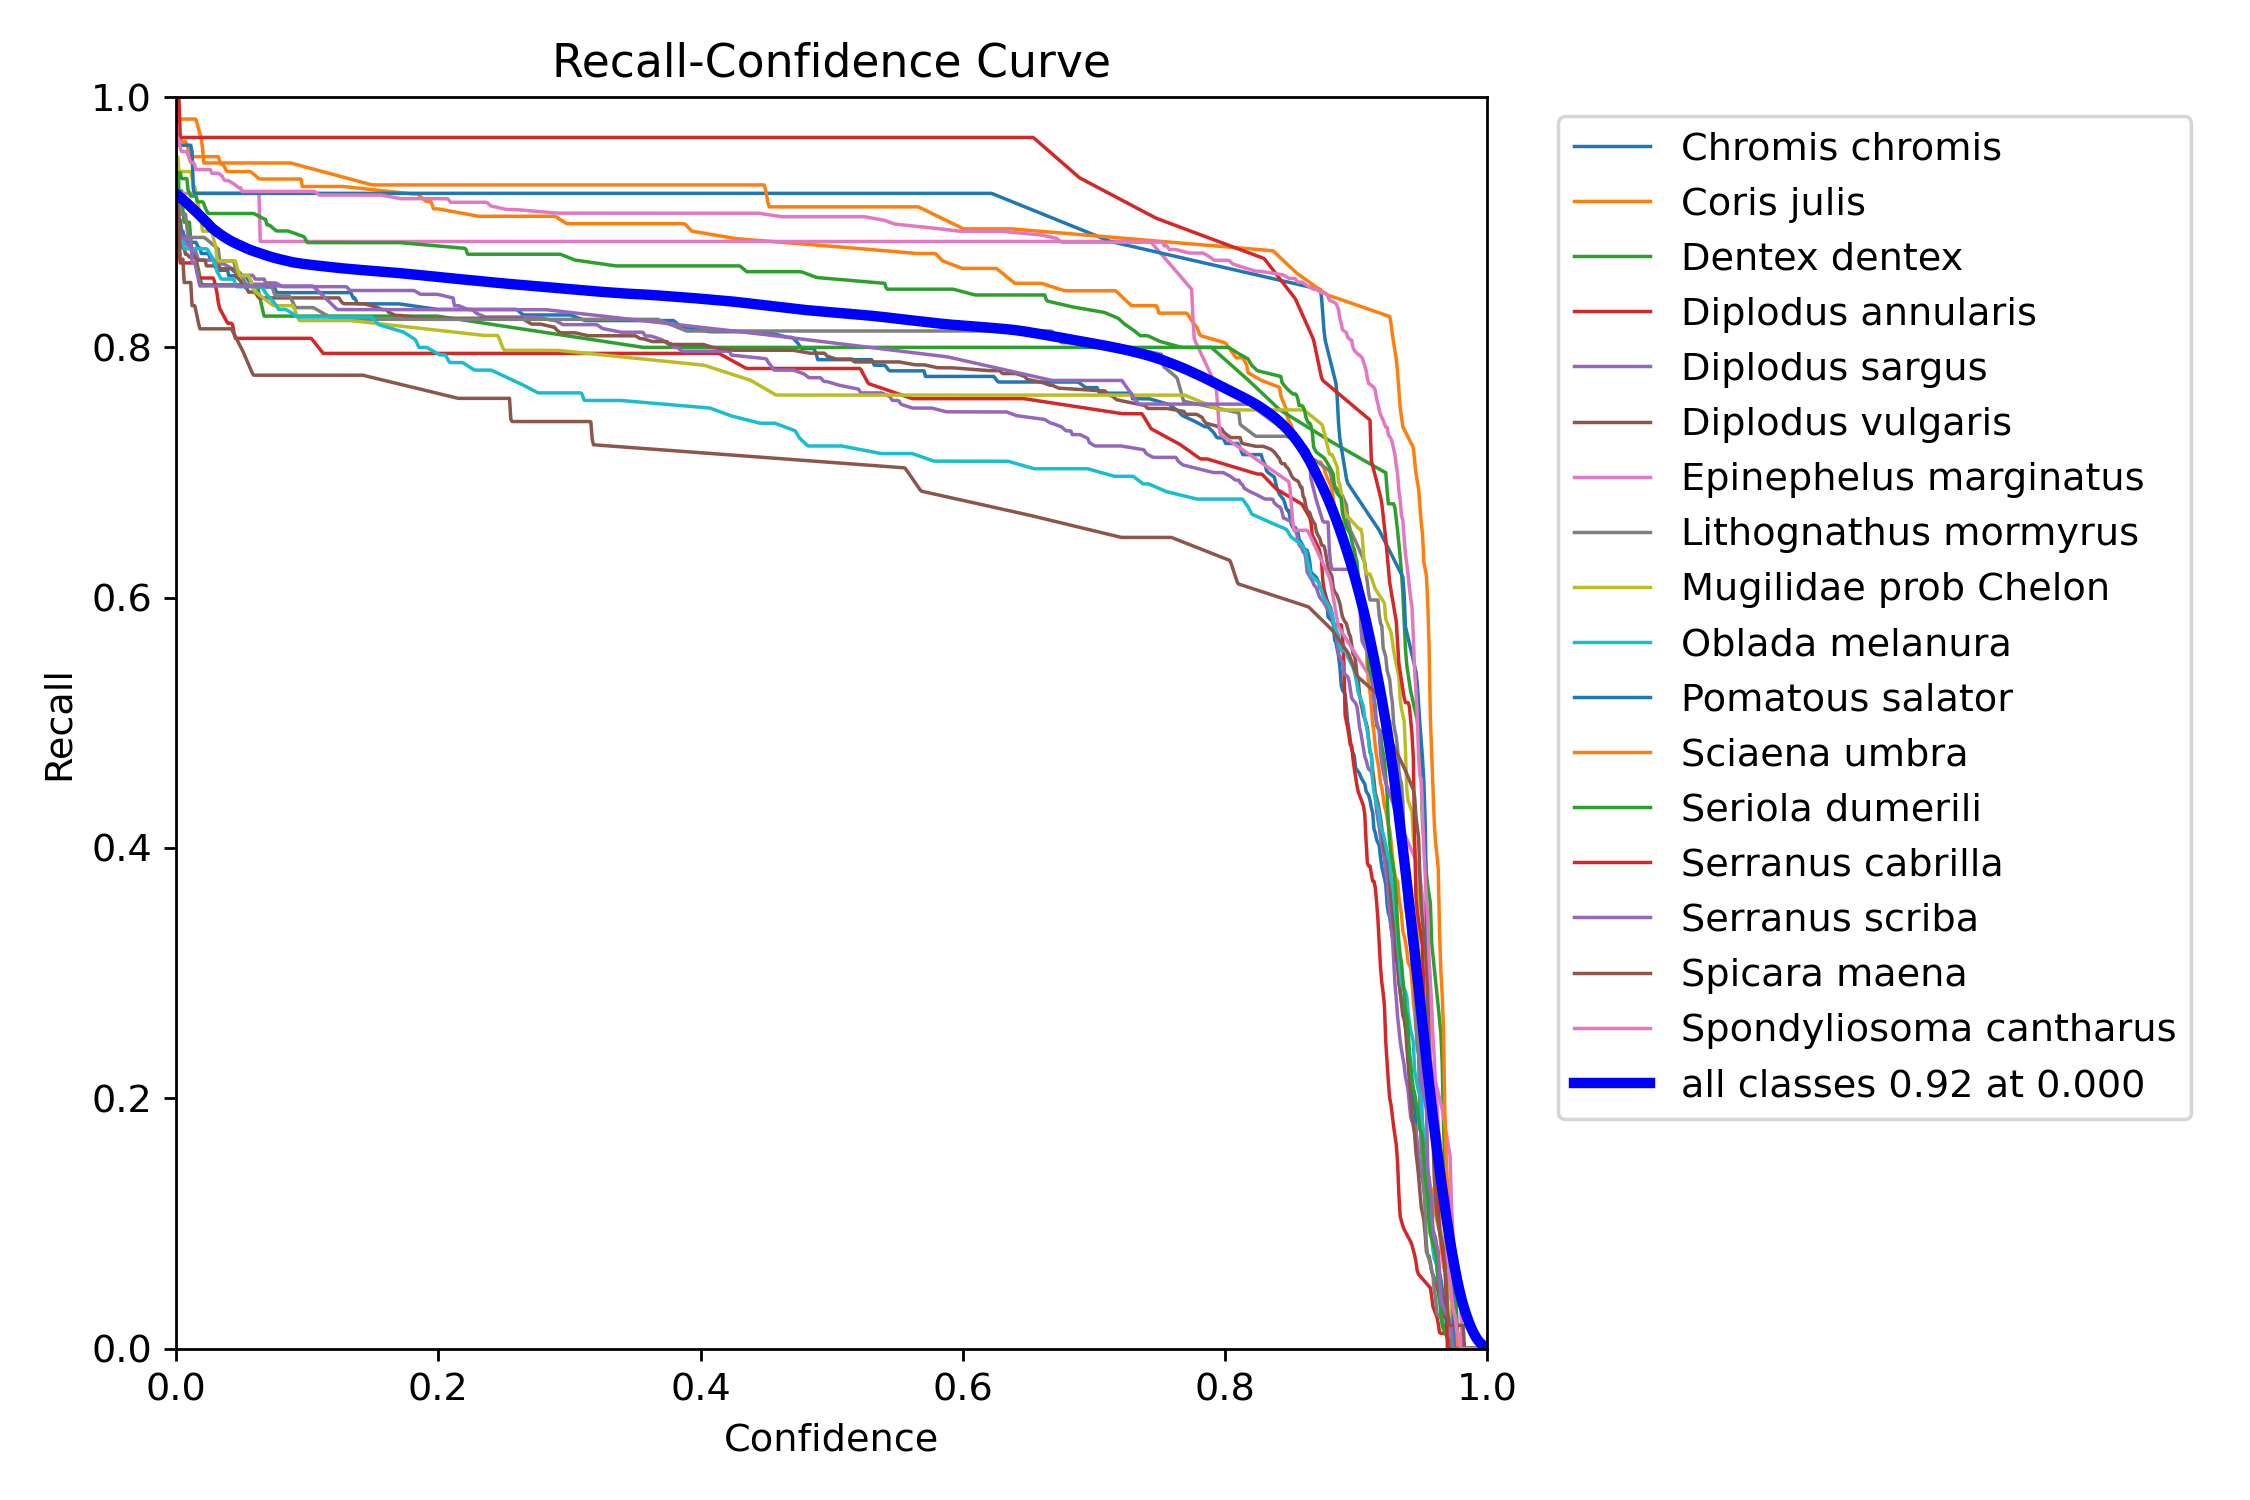 Recall-Confidence Curve
1.0
0.8
0.6
0.4
0.2
0.0
Recall
0.0 0.2 0.4 0.6 0.8 1.0
Confidence
Chromis chromis
Coris julis
Dentex dentex
Diplodus annularis
Diplodus sargus
Diplodus vulgaris
Epinephelus marginatus
Lithognathus mormyrus
Mugilidae prob Chelon
Oblada melanura
Pomatous salator
Sciaena umbra
Seriola dumerili
Serranus cabrilla
Serranus scriba
Spicara maena
Spondyliosoma cantharus
all classes 0.92 at 0.000